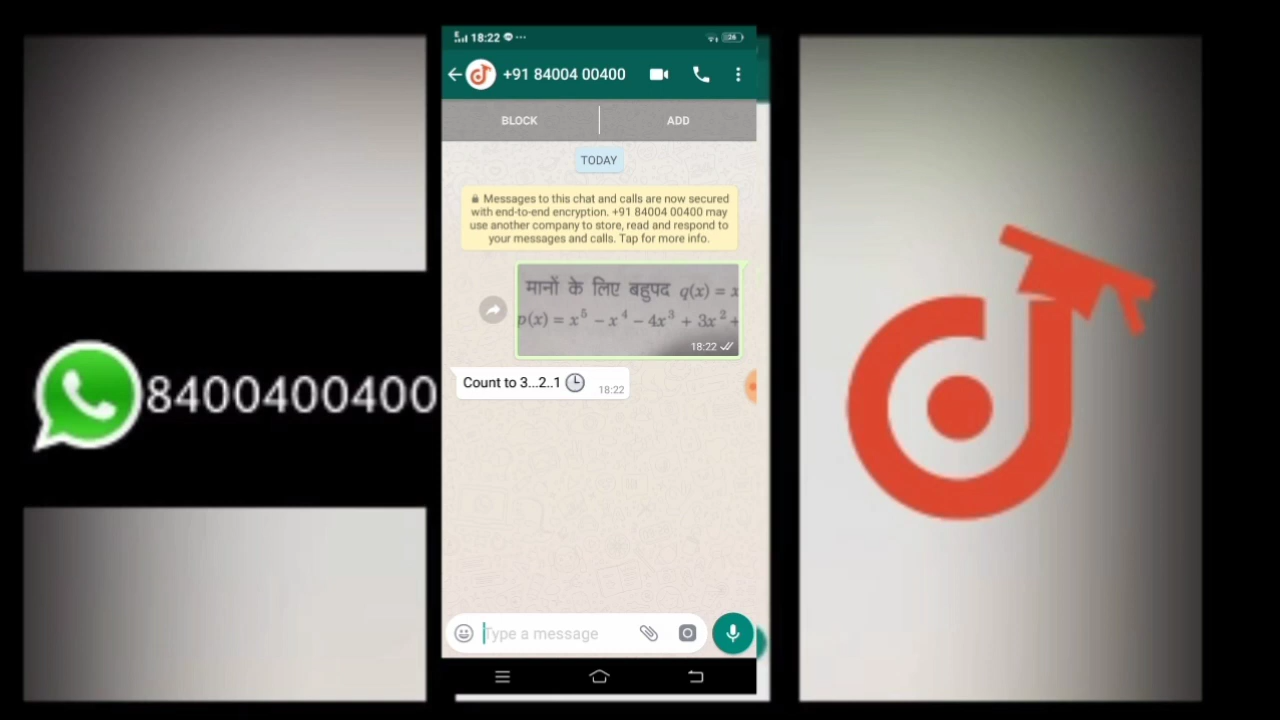 18:22
26
+91 84004 00400
BLOCK
ADD
TODAY
Messages to this chat and calls are now secured
with end-to-end encryption. +91 84004 00400 may
use another company to store, read and respond to
your messages and calls. Tap for more info.
मानों के लिए बहुपद q(x) = x
p(x) = x⁵ − x⁴ − 4x³ + 3x² +
18:22
Count to 3...2..1
18:22
8400400400
Type a message